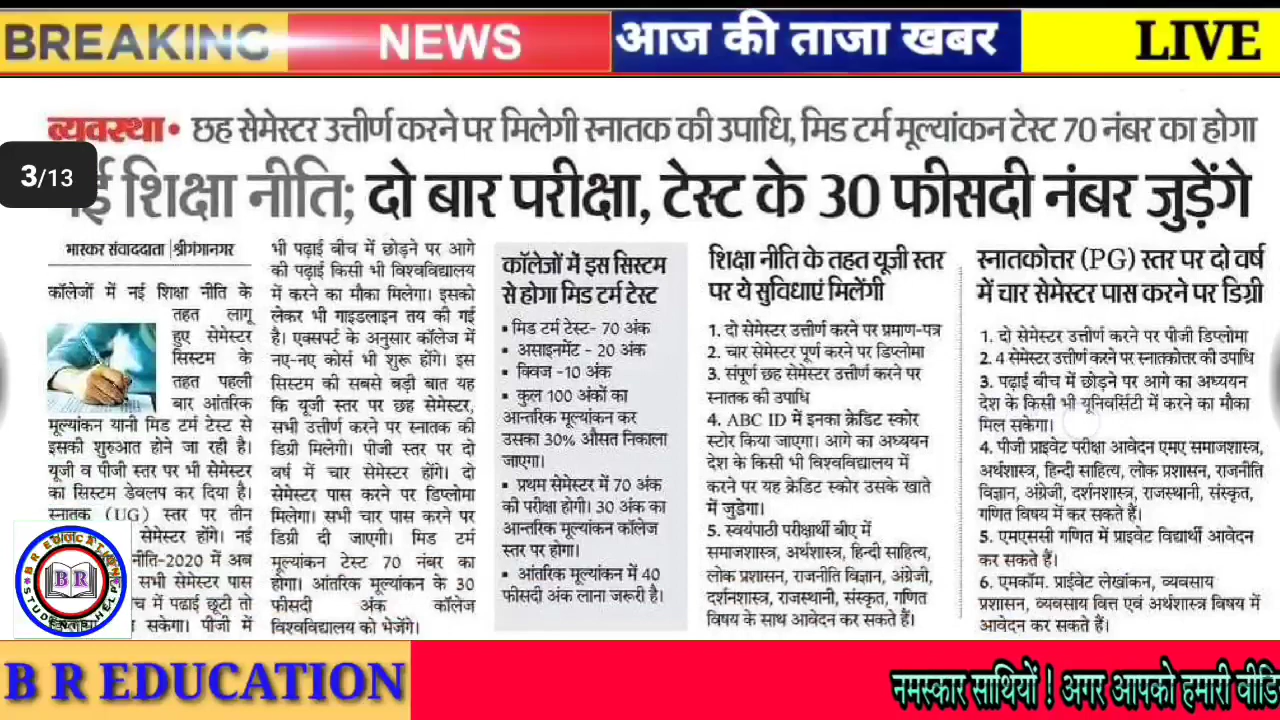 BREAKING NEWS आज की ताजा खबर LIVE
व्यवस्था • छह सेमेस्टर उत्तीर्ण करने पर मिलेगी स्नातक की उपाधि, मिड टर्म मूल्यांकन टेस्ट 70 नंबर का होगा
3/13
शिक्षा नीति; दो बार परीक्षा, टेस्ट के 30 फीसदी नंबर जुड़ेंगे
भास्कर संवाददाता | श्रीगंगानगर
कॉलेजों में नई शिक्षा नीति के
तहत लागू
हुए सेमेस्टर
सिस्टम के
तहत पहली
बार आंतरिक
मूल्यांकन यानी मिड टर्म टेस्ट से
इसकी शुरुआत होने जा रही है।
यूजी व पीजी स्तर पर भी सेमेस्टर
का सिस्टम डेवलप कर दिया है।
स्नातक (UG) स्तर पर तीन
सेमेस्टर होंगे। नई
नीति-2020 में अब
सभी सेमेस्टर पास
में पढाई छूटी तो
सकेगा। पीजी में
भी पढ़ाई बीच में छोड़ने पर आगे
की पढ़ाई किसी भी विश्वविद्यालय
में करने का मौका मिलेगा। इसको
लेकर भी गाइडलाइन तय की गई
है। एक्सपर्ट के अनुसार कॉलेज में
नए-नए कोर्स भी शुरू होंगे। इस
सिस्टम की सबसे बड़ी बात यह
कि यूजी स्तर पर छह सेमेस्टर,
सभी उत्तीर्ण करने पर स्नातक की
डिग्री मिलेगी। पीजी स्तर पर दो
वर्ष में चार सेमेस्टर होंगे। दो
सेमेस्टर पास करने पर डिप्लोमा
मिलेगा। सभी चार पास करने पर
डिग्री दी जाएगी। मिड टर्म
मूल्यांकन टेस्ट 70 नंबर का
होगा। आंतरिक मूल्यांकन के 30
फीसदी अंक कॉलेज
विश्वविद्यालय को भेजेंगे।
कॉलेजों में इस सिस्टम
से होगा मिड टर्म टेस्ट
▪ मिड टर्म टेस्ट- 70 अंक
▪ असाइनमेंट - 20 अंक
▪ क्विज -10 अंक
▪ कुल 100 अंकों का
आन्तरिक मूल्यांकन कर
उसका 30% औसत निकाला
जाएगा।
▪ प्रथम सेमेस्टर में 70 अंक
की परीक्षा होगी। 30 अंक का
आन्तरिक मूल्यांकन कॉलेज
स्तर पर होगा।
▪ आंतरिक मूल्यांकन में 40
फीसदी अंक लाना जरूरी है।
शिक्षा नीति के तहत यूजी स्तर
पर ये सुविधाएं मिलेंगी
1. दो सेमेस्टर उत्तीर्ण करने पर प्रमाण-पत्र
2. चार सेमेस्टर पूर्ण करने पर डिप्लोमा
3. संपूर्ण छह सेमेस्टर उत्तीर्ण करने पर
स्नातक की उपाधि
4. ABC ID में इनका क्रेडिट स्कोर
स्टोर किया जाएगा। आगे का अध्ययन
देश के किसी भी विश्वविद्यालय में
करने पर यह क्रेडिट स्कोर उसके खाते
में जुडे़गा।
5. स्वयंपाठी परीक्षार्थी बीए में
समाजशास्त्र, अर्थशास्त्र, हिन्दी साहित्य,
लोक प्रशासन, राजनीति विज्ञान, अंग्रेजी,
दर्शनशास्त्र, राजस्थानी, संस्कृत, गणित
विषय के साथ आवेदन कर सकते हैं।
स्नातकोत्तर (PG) स्तर पर दो वर्ष
में चार सेमेस्टर पास करने पर डिग्री
1. दो सेमेस्टर उत्तीर्ण करने पर पीजी डिप्लोमा
2. 4 सेमेस्टर उत्तीर्ण करने पर स्नातकोत्तर की उपाधि
3. पढ़ाई बीच में छोड़ने पर आगे का अध्ययन
देश के किसी भी यूनिवर्सिटी में करने का मौका
मिल सकेगा।
4. पीजी प्राइवेट परीक्षा आवेदन एमए समाजशास्त्र,
अर्थशास्त्र, हिन्दी साहित्य, लोक प्रशासन, राजनीति
विज्ञान, अंग्रेजी, दर्शनशास्त्र, राजस्थानी, संस्कृत,
गणित विषय में कर सकते हैं।
5. एमएससी गणित में प्राइवेट विद्यार्थी आवेदन
कर सकते हैं।
6. एमकॉम. प्राईवेट लेखांकन, व्यवसाय
प्रशासन, व्यवसाय वित्त एवं अर्थशास्त्र विषय में
आवेदन कर सकते हैं।
BR
B R EDUCATION
नमस्कार साथियों ! अगर आपको हमारी वीडि